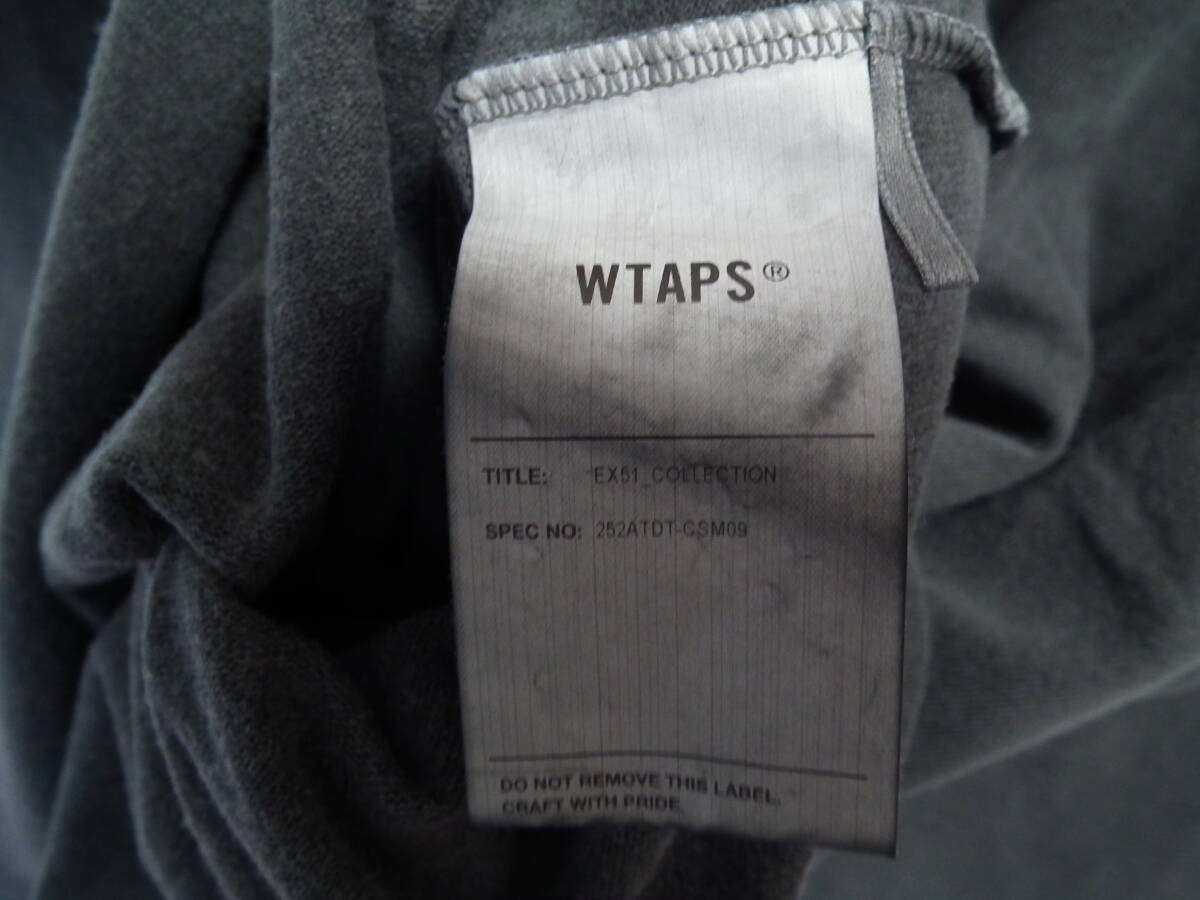 WTAPS®
TITLE: EX51_COLLECTION
SPEC NO: 252ATDT-CSM09
DO NOT REMOVE THIS LABEL.
CRAFT WITH PRIDE.